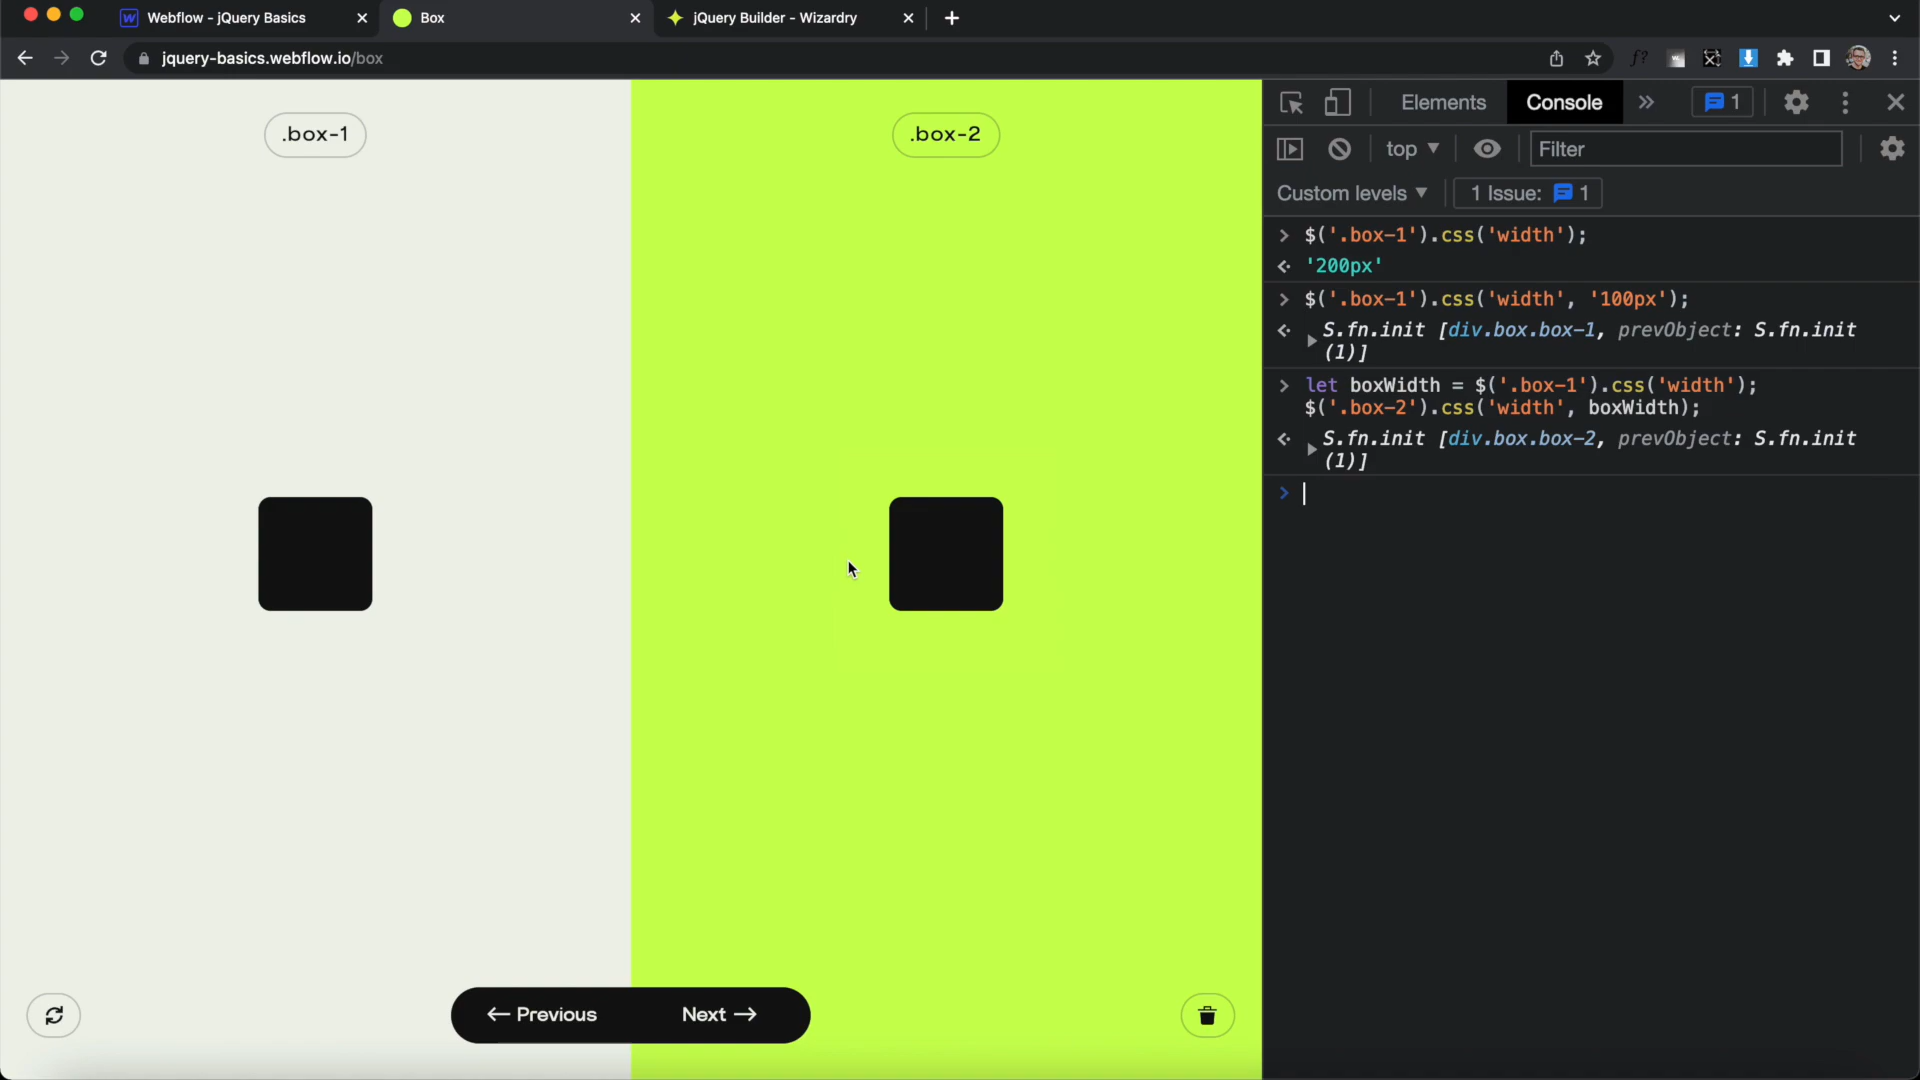 Webflow - jQuery Basics
Box
jQuery Builder - Wizardry
jquery-basics.webflow.io/box
.box-1
.box-2
← Previous
Next →
Elements
Console
1
top
Filter
Custom levels
1 Issue: 1
> $('.box-1').css('width');
'200px'
> $('.box-1').css('width', '100px');
S.fn.init [div.box.box-1, prevObject: S.fn.init
(1)]
> let boxWidth = $('.box-1').css('width');
$('.box-2').css('width', boxWidth);
S.fn.init [div.box.box-2, prevObject: S.fn.init
(1)]
>